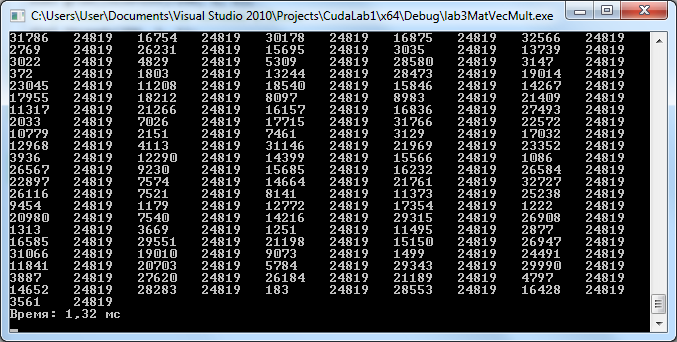 C:\Users\User\Documents\Visual Studio 2010\Projects\CudaLab1\x64\Debug\lab3MatVecMult.exe
31786 24819 16754 24819 30178 24819 16875 24819 32566 24819
2769 24819 26231 24819 15695 24819 3035 24819 13739 24819
3022 24819 4829 24819 5309 24819 28580 24819 3147 24819
372 24819 1803 24819 13244 24819 28473 24819 19014 24819
23045 24819 11208 24819 18540 24819 15846 24819 14267 24819
17955 24819 18212 24819 8097 24819 8983 24819 21409 24819
11317 24819 21266 24819 16157 24819 16836 24819 27493 24819
2033 24819 7026 24819 17715 24819 31766 24819 22572 24819
10779 24819 2151 24819 7461 24819 3129 24819 17032 24819
12968 24819 4113 24819 31146 24819 21969 24819 23352 24819
3936 24819 12290 24819 14399 24819 15566 24819 1086 24819
26567 24819 9230 24819 15685 24819 16232 24819 26584 24819
22897 24819 7574 24819 14664 24819 21761 24819 32727 24819
26116 24819 7521 24819 8141 24819 11373 24819 25238 24819
9454 24819 1179 24819 12772 24819 17354 24819 1222 24819
20980 24819 7540 24819 14216 24819 29315 24819 26908 24819
1313 24819 3669 24819 1251 24819 11495 24819 2877 24819
16585 24819 29551 24819 21198 24819 15150 24819 26947 24819
31066 24819 19010 24819 9073 24819 1499 24819 24491 24819
11841 24819 20703 24819 5784 24819 29343 24819 29990 24819
3887 24819 27620 24819 26184 24819 21189 24819 4797 24819
14652 24819 28283 24819 183 24819 28553 24819 16428 24819
3561 24819
Время: 1,32 мс